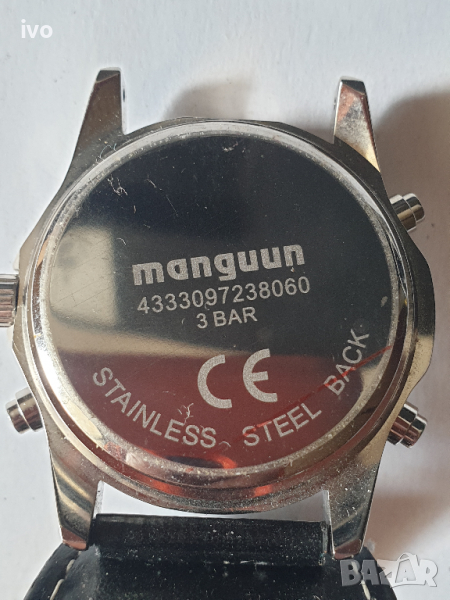 ivo
manguun
4333097238060
3 BAR
CE
STAINLESS STEEL BACK
BAZAR